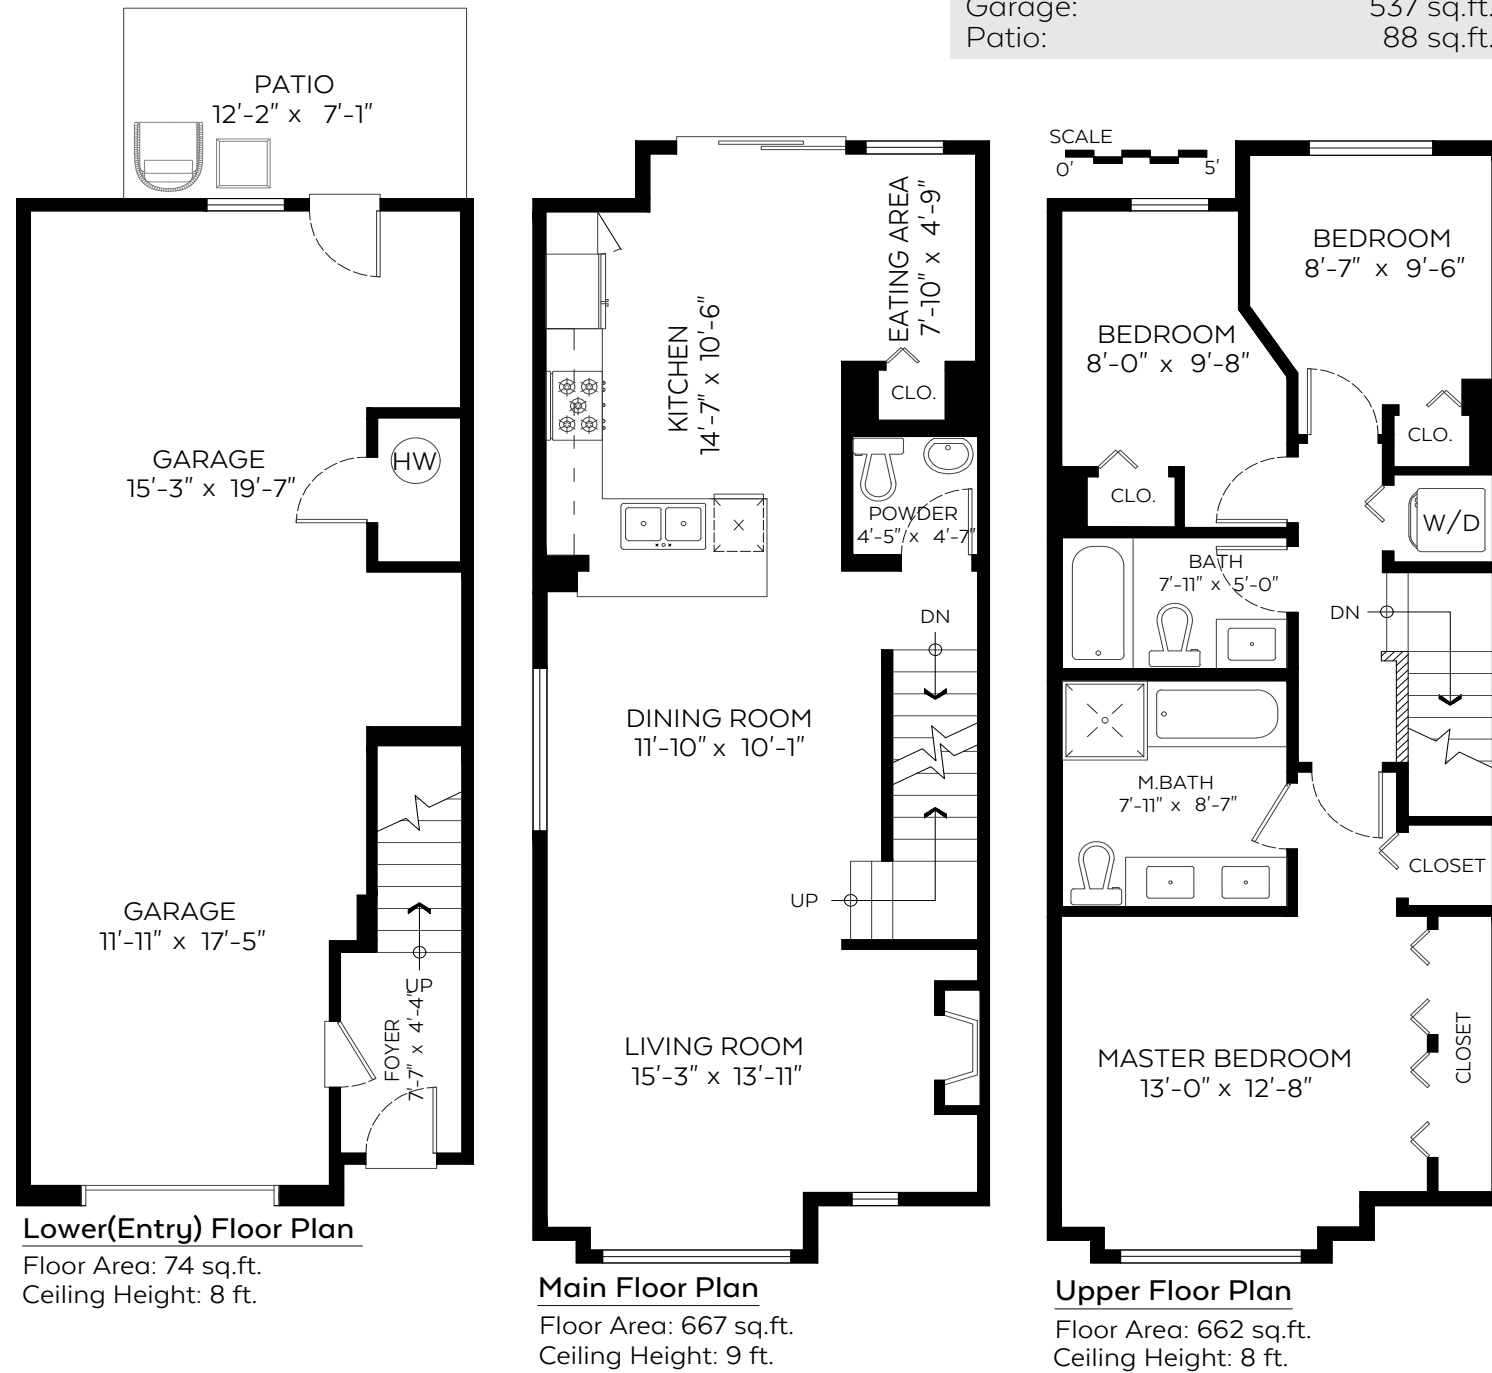 Garage: 537 sq.ft.
Patio: 88 sq.ft.
PATIO
12'-2" x 7'-1"
GARAGE
15'-3" x 19'-7"
HW
GARAGE
11'-11" x 17'-5"
UP
FOYER
7'-7" x 4'-4"
Lower(Entry) Floor Plan
Floor Area: 74 sq.ft.
Ceiling Height: 8 ft.
EATING AREA
7'-10" x 4'-9"
KITCHEN
14'-7" x 10'-6"
CLO.
POWDER
4'-5" x 4'-7"
DN
DINING ROOM
11'-10" x 10'-1"
UP
LIVING ROOM
15'-3" x 13'-11"
Main Floor Plan
Floor Area: 667 sq.ft.
Ceiling Height: 9 ft.
SCALE
0' 5'
BEDROOM
8'-7" x 9'-6"
BEDROOM
8'-0" x 9'-8"
CLO.
CLO.
W/D
BATH
7'-11" x 5'-0"
DN
M.BATH
7'-11" x 8'-7"
CLOSET
CLOSET
MASTER BEDROOM
13'-0" x 12'-8"
Upper Floor Plan
Floor Area: 662 sq.ft.
Ceiling Height: 8 ft.